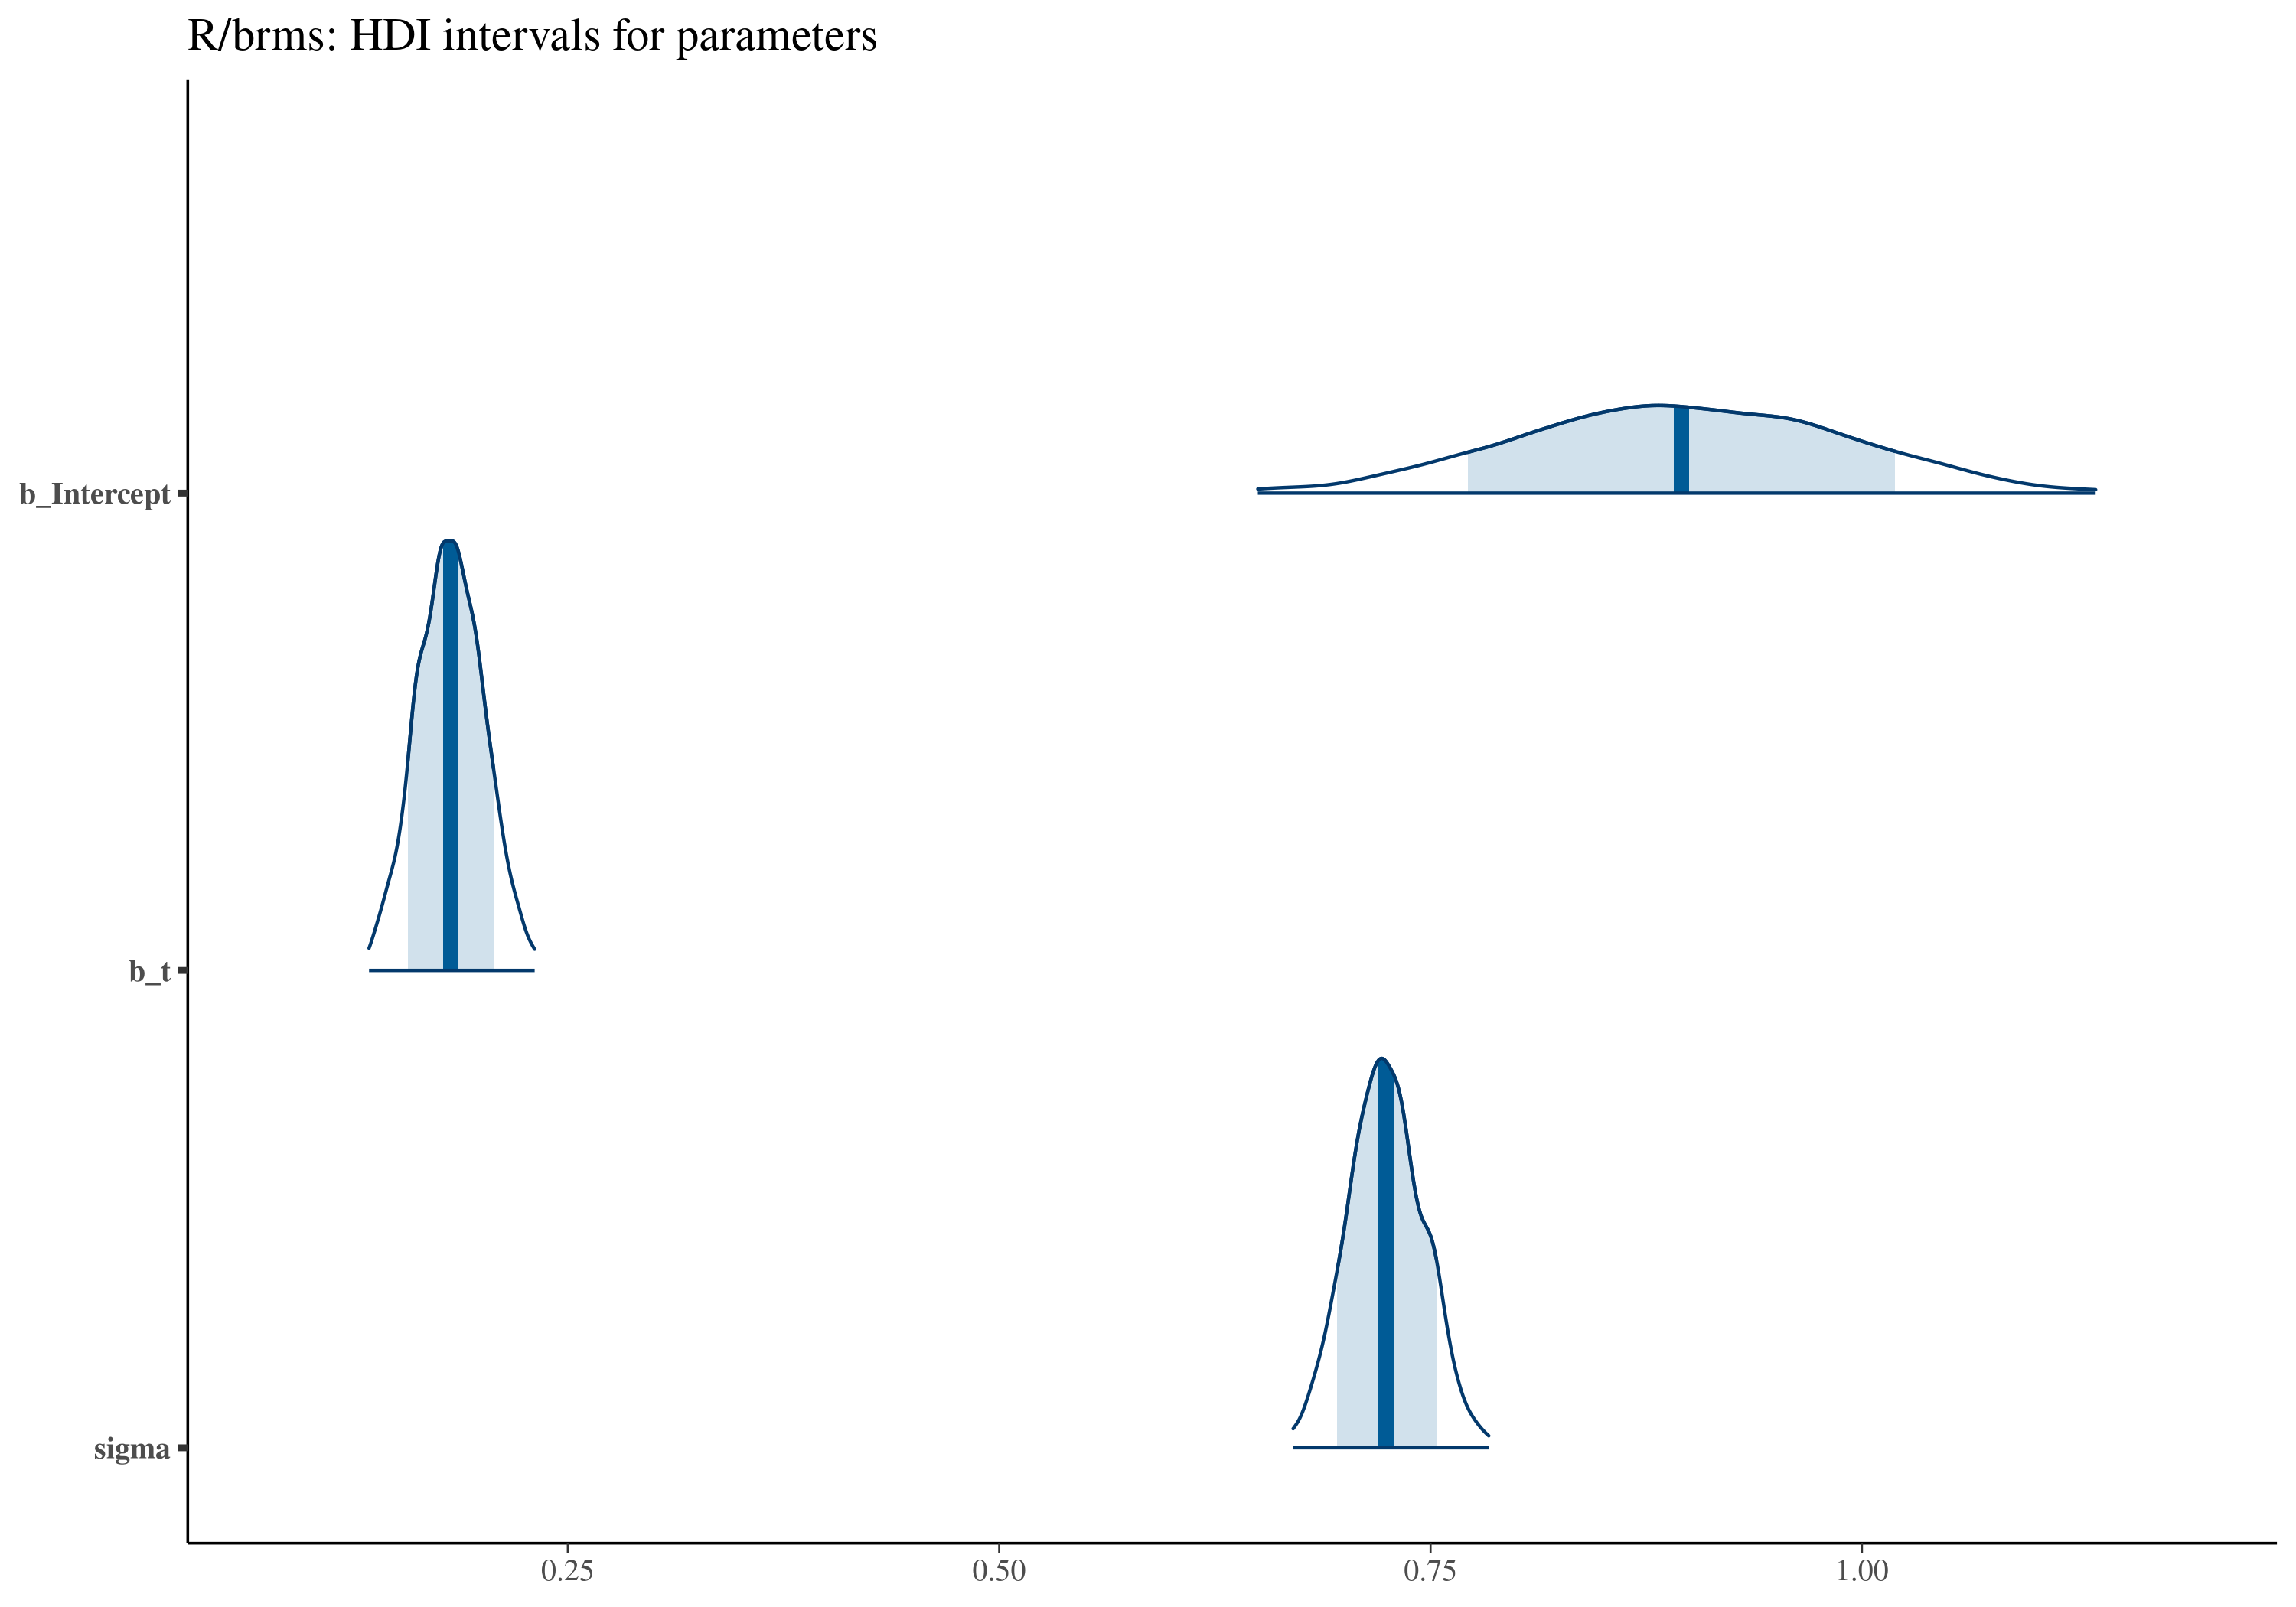 R/brms: HDI intervals for parameters
b_Intercept
b_t
sigma
0.25 0.50 0.75 1.00